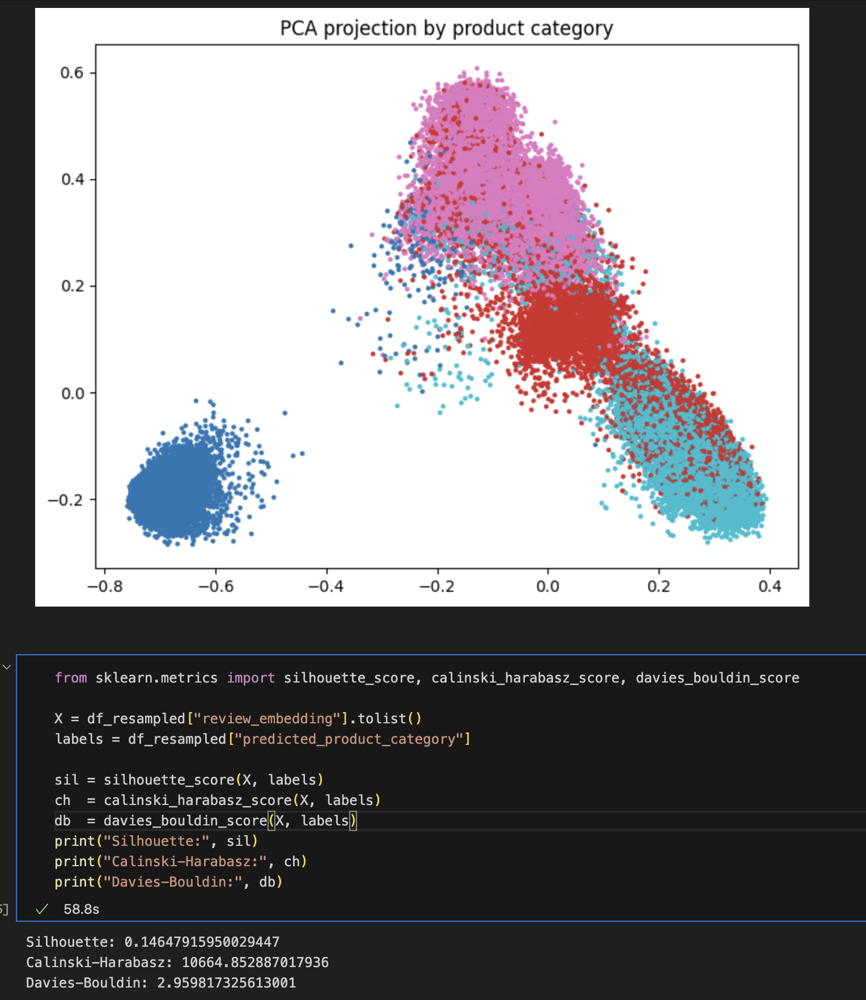 PCA projection by product category
0.6
0.4
0.2
0.0
−0.2
−0.8 −0.6 −0.4 −0.2 0.0 0.2 0.4
from sklearn.metrics import silhouette_score, calinski_harabasz_score, davies_bouldin_score
X = df_resampled["review_embedding"].tolist()
labels = df_resampled["predicted_product_category"]
sil = silhouette_score(X, labels)
ch  = calinski_harabasz_score(X, labels)
db  = davies_bouldin_score(X, labels)
print("Silhouette:", sil)
print("Calinski-Harabasz:", ch)
print("Davies-Bouldin:", db)
58.8s
Silhouette: 0.14647915950029447
Calinski-Harabasz: 10664.852887017936
Davies-Bouldin: 2.959817325613001